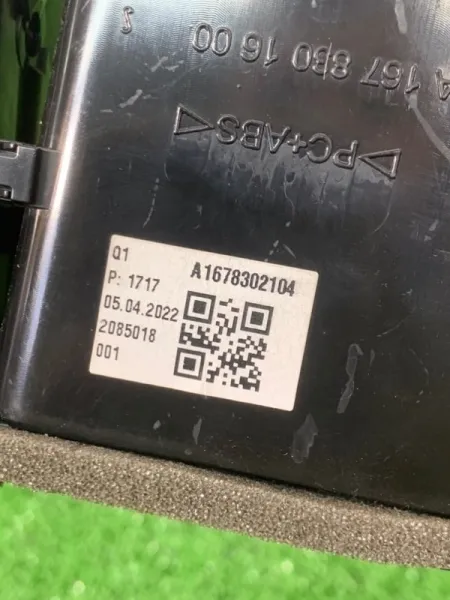 A 167 830 16 00
>PC+ABS<
Q1
A1678302104
P: 1717
05.04.2022
2085018
001